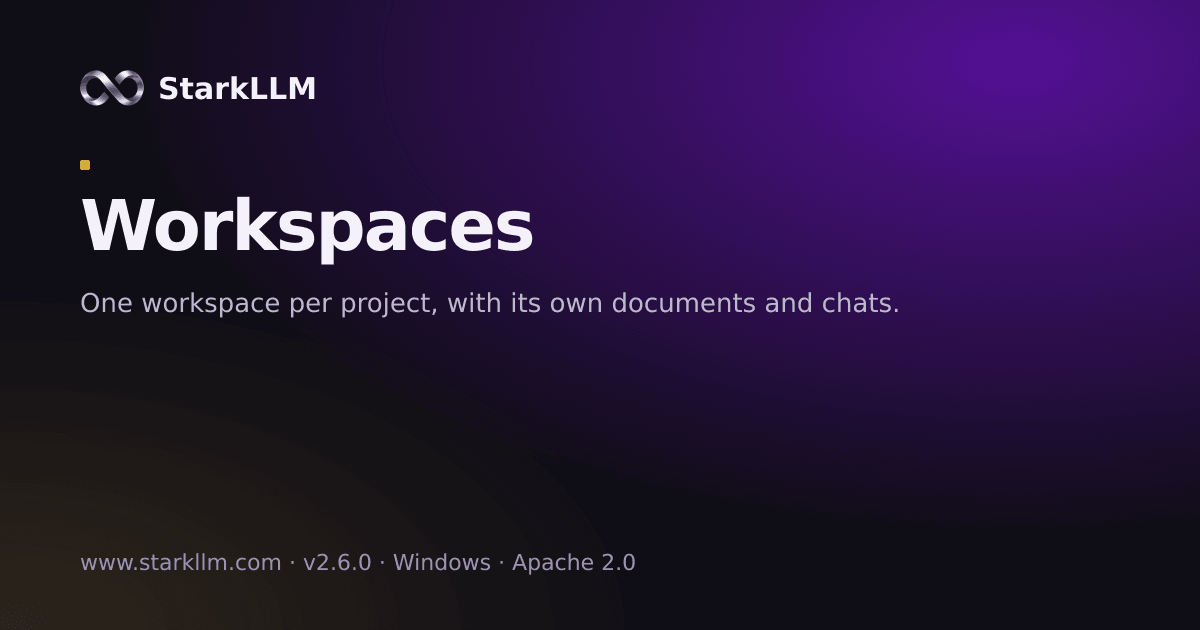 StarkLLM
Workspaces
One workspace per project, with its own documents and chats.
www.starkllm.com · v2.6.0 · Windows · Apache 2.0